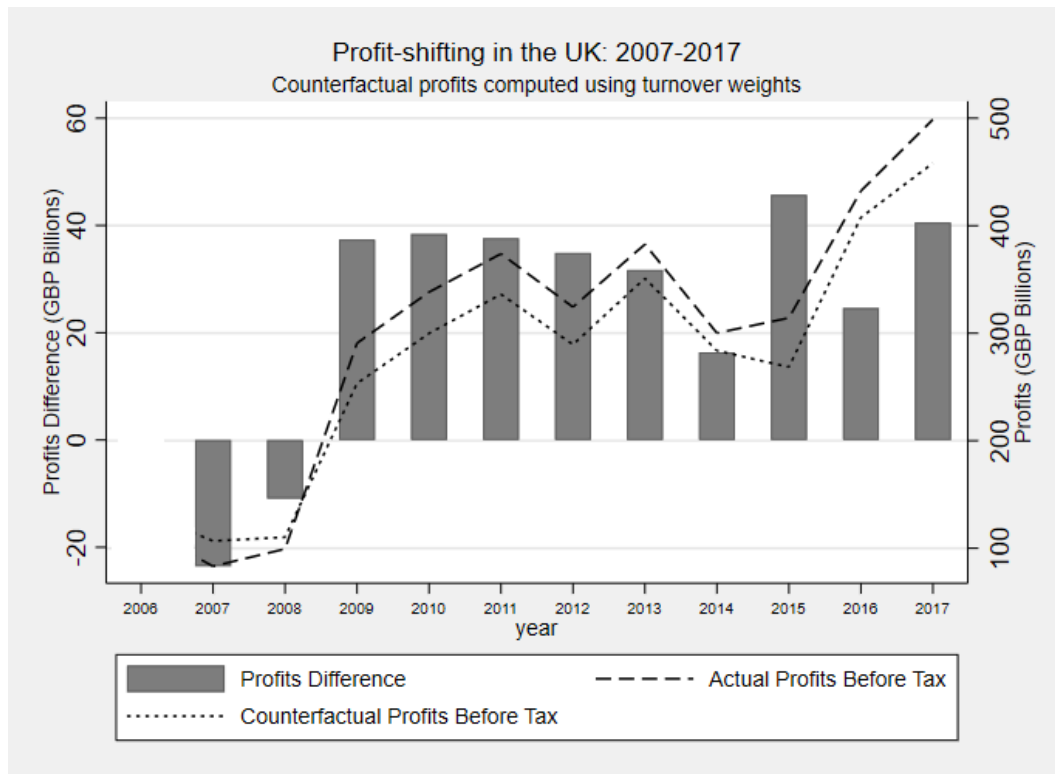 Profit-shifting in the UK: 2007-2017
Counterfactual profits computed using turnover weights
Profits Difference (GBP Billions)
60
40
20
0
-20
500
400
300
200
100
Profits (GBP Billions)
2006 2007 2008 2009 2010 2011 2012 2013 2014 2015 2016 2017
year
Profits Difference
Actual Profits Before Tax
Counterfactual Profits Before Tax